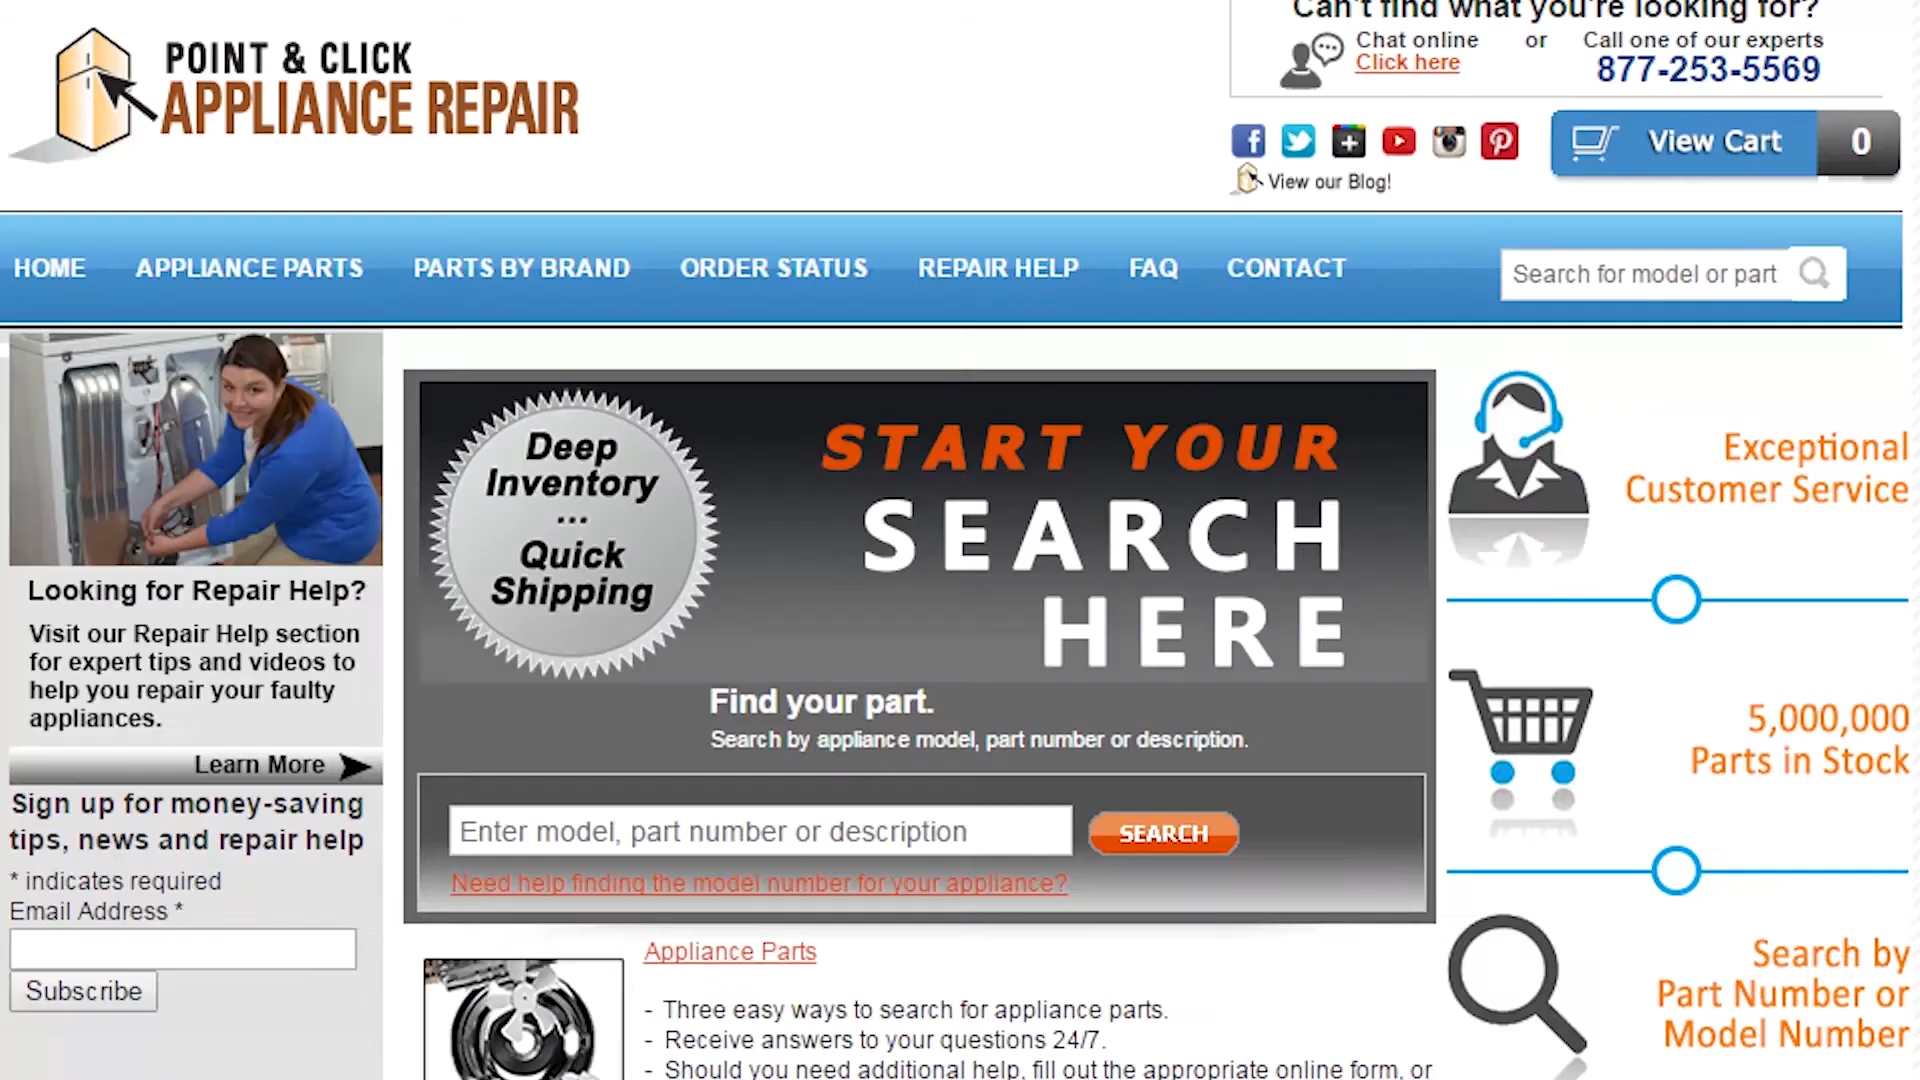 POINT & CLICK
APPLIANCE REPAIR
Can't find what you're looking for?
Chat online or Call one of our experts
Click here 877-253-5569
View Cart 0
View our Blog!
HOME APPLIANCE PARTS PARTS BY BRAND ORDER STATUS REPAIR HELP FAQ CONTACT Search for model or part
Looking for Repair Help?
Visit our Repair Help section
for expert tips and videos to
help you repair your faulty
appliances.
Learn More
Sign up for money-saving
tips, news and repair help
* indicates required
Email Address *
Subscribe
Deep
Inventory
...
Quick
Shipping
START YOUR
SEARCH
HERE
Find your part.
Search by appliance model, part number or description.
Enter model, part number or description SEARCH
Need help finding the model number for your appliance?
Appliance Parts
- Three easy ways to search for appliance parts.
- Receive answers to your questions 24/7.
- Should you need additional help, fill out the appropriate online form, or
Exceptional
Customer Service
5,000,000
Parts in Stock
Search by
Part Number or
Model Number